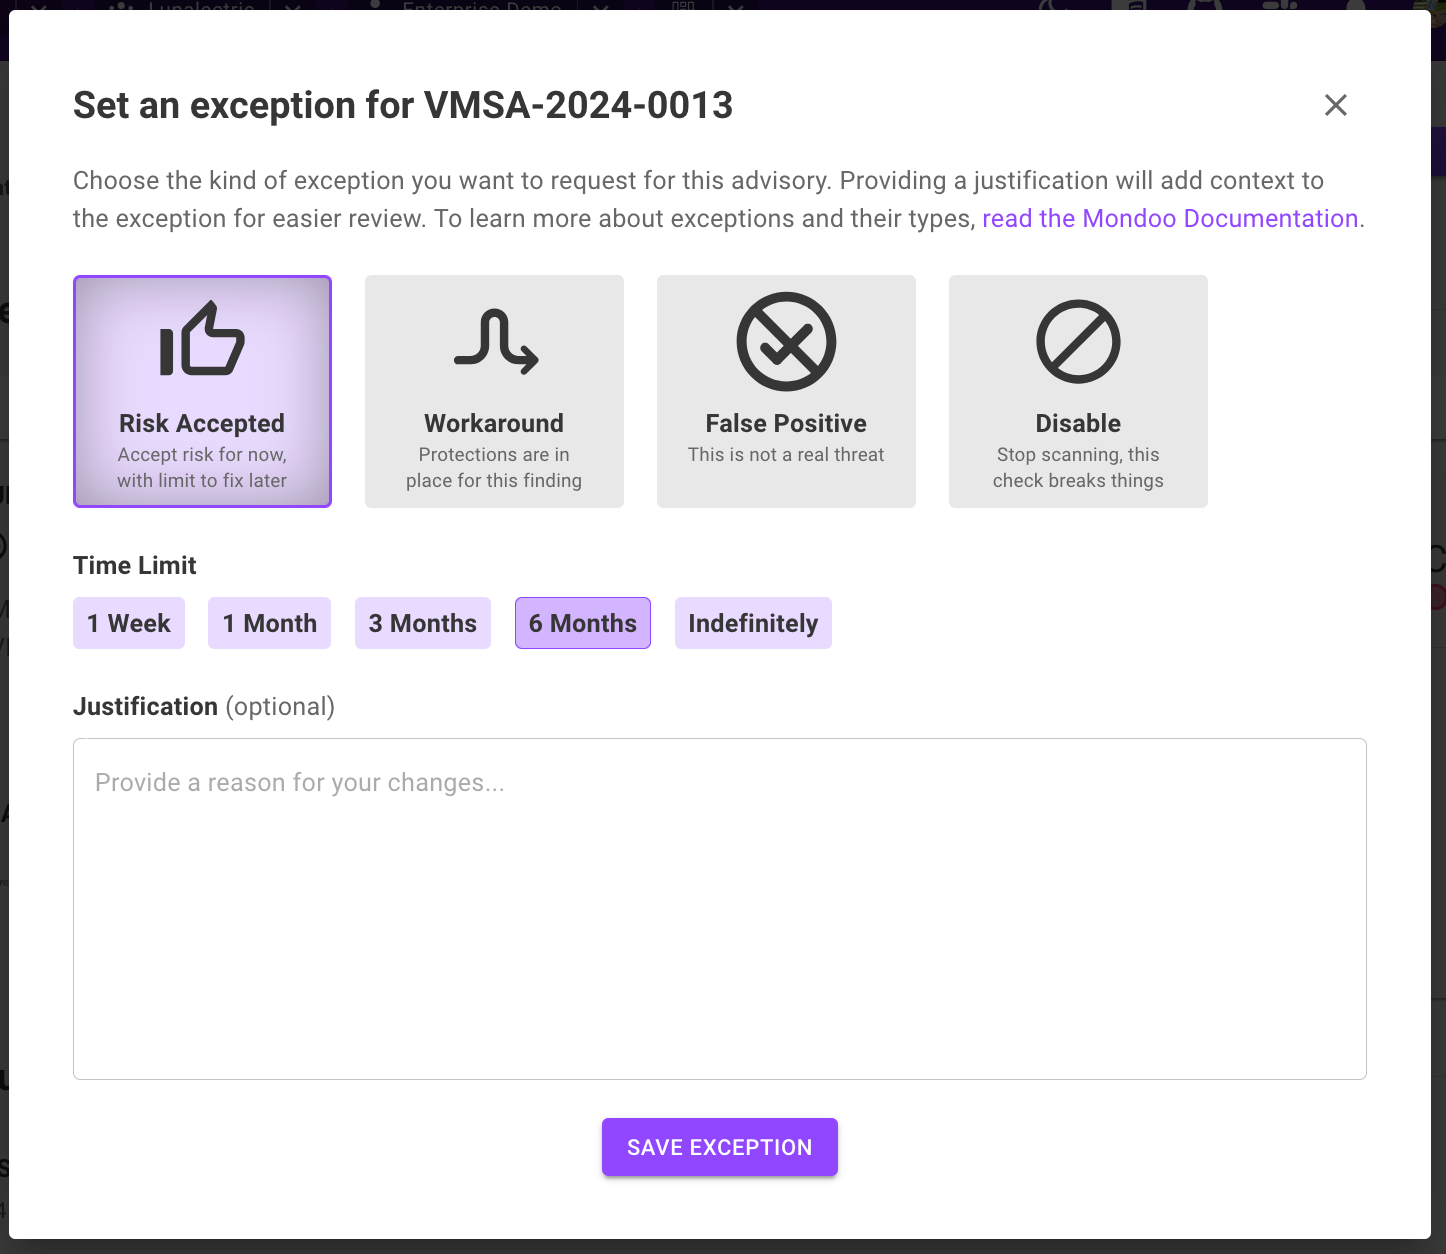 Set an exception for VMSA-2024-0013
Choose the kind of exception you want to request for this advisory. Providing a justification will add context to
the exception for easier review. To learn more about exceptions and their types, read the Mondoo Documentation.
Risk Accepted
Accept risk for now,
with limit to fix later
Workaround
Protections are in
place for this finding
False Positive
This is not a real threat
Disable
Stop scanning, this
check breaks things
Time Limit
1 Week
1 Month
3 Months
6 Months
Indefinitely
Justification (optional)
Provide a reason for your changes...
SAVE EXCEPTION